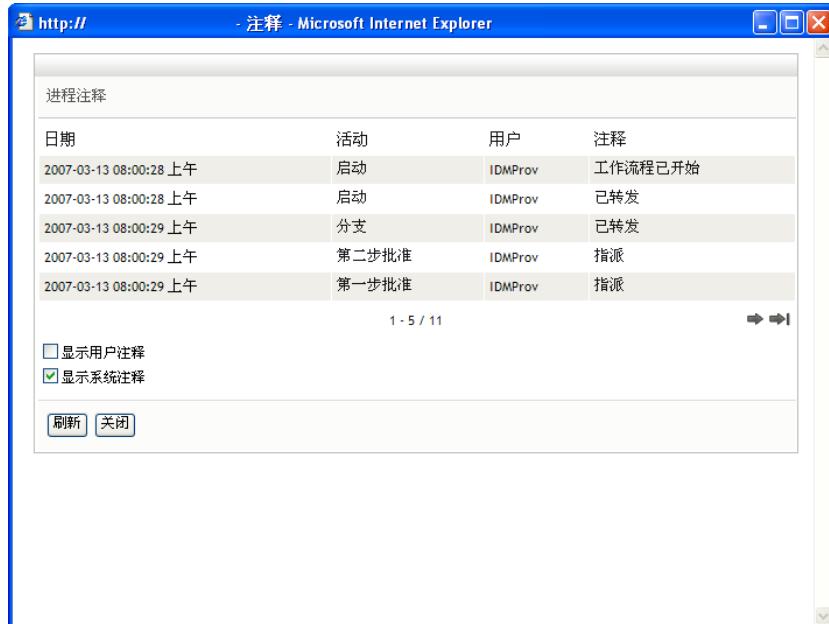 http:// - 注释 - Microsoft Internet Explorer
进程注释
日期 活动 用户 注释
2007-03-13 08:00:28 上午 启动 IDMProv 工作流程已开始
2007-03-13 08:00:28 上午 启动 IDMProv 已转发
2007-03-13 08:00:29 上午 分支 IDMProv 已转发
2007-03-13 08:00:29 上午 第二步批准 IDMProv 指派
2007-03-13 08:00:29 上午 第一步批准 IDMProv 指派
1 - 5 / 11
显示用户注释
显示系统注释
刷新 关闭